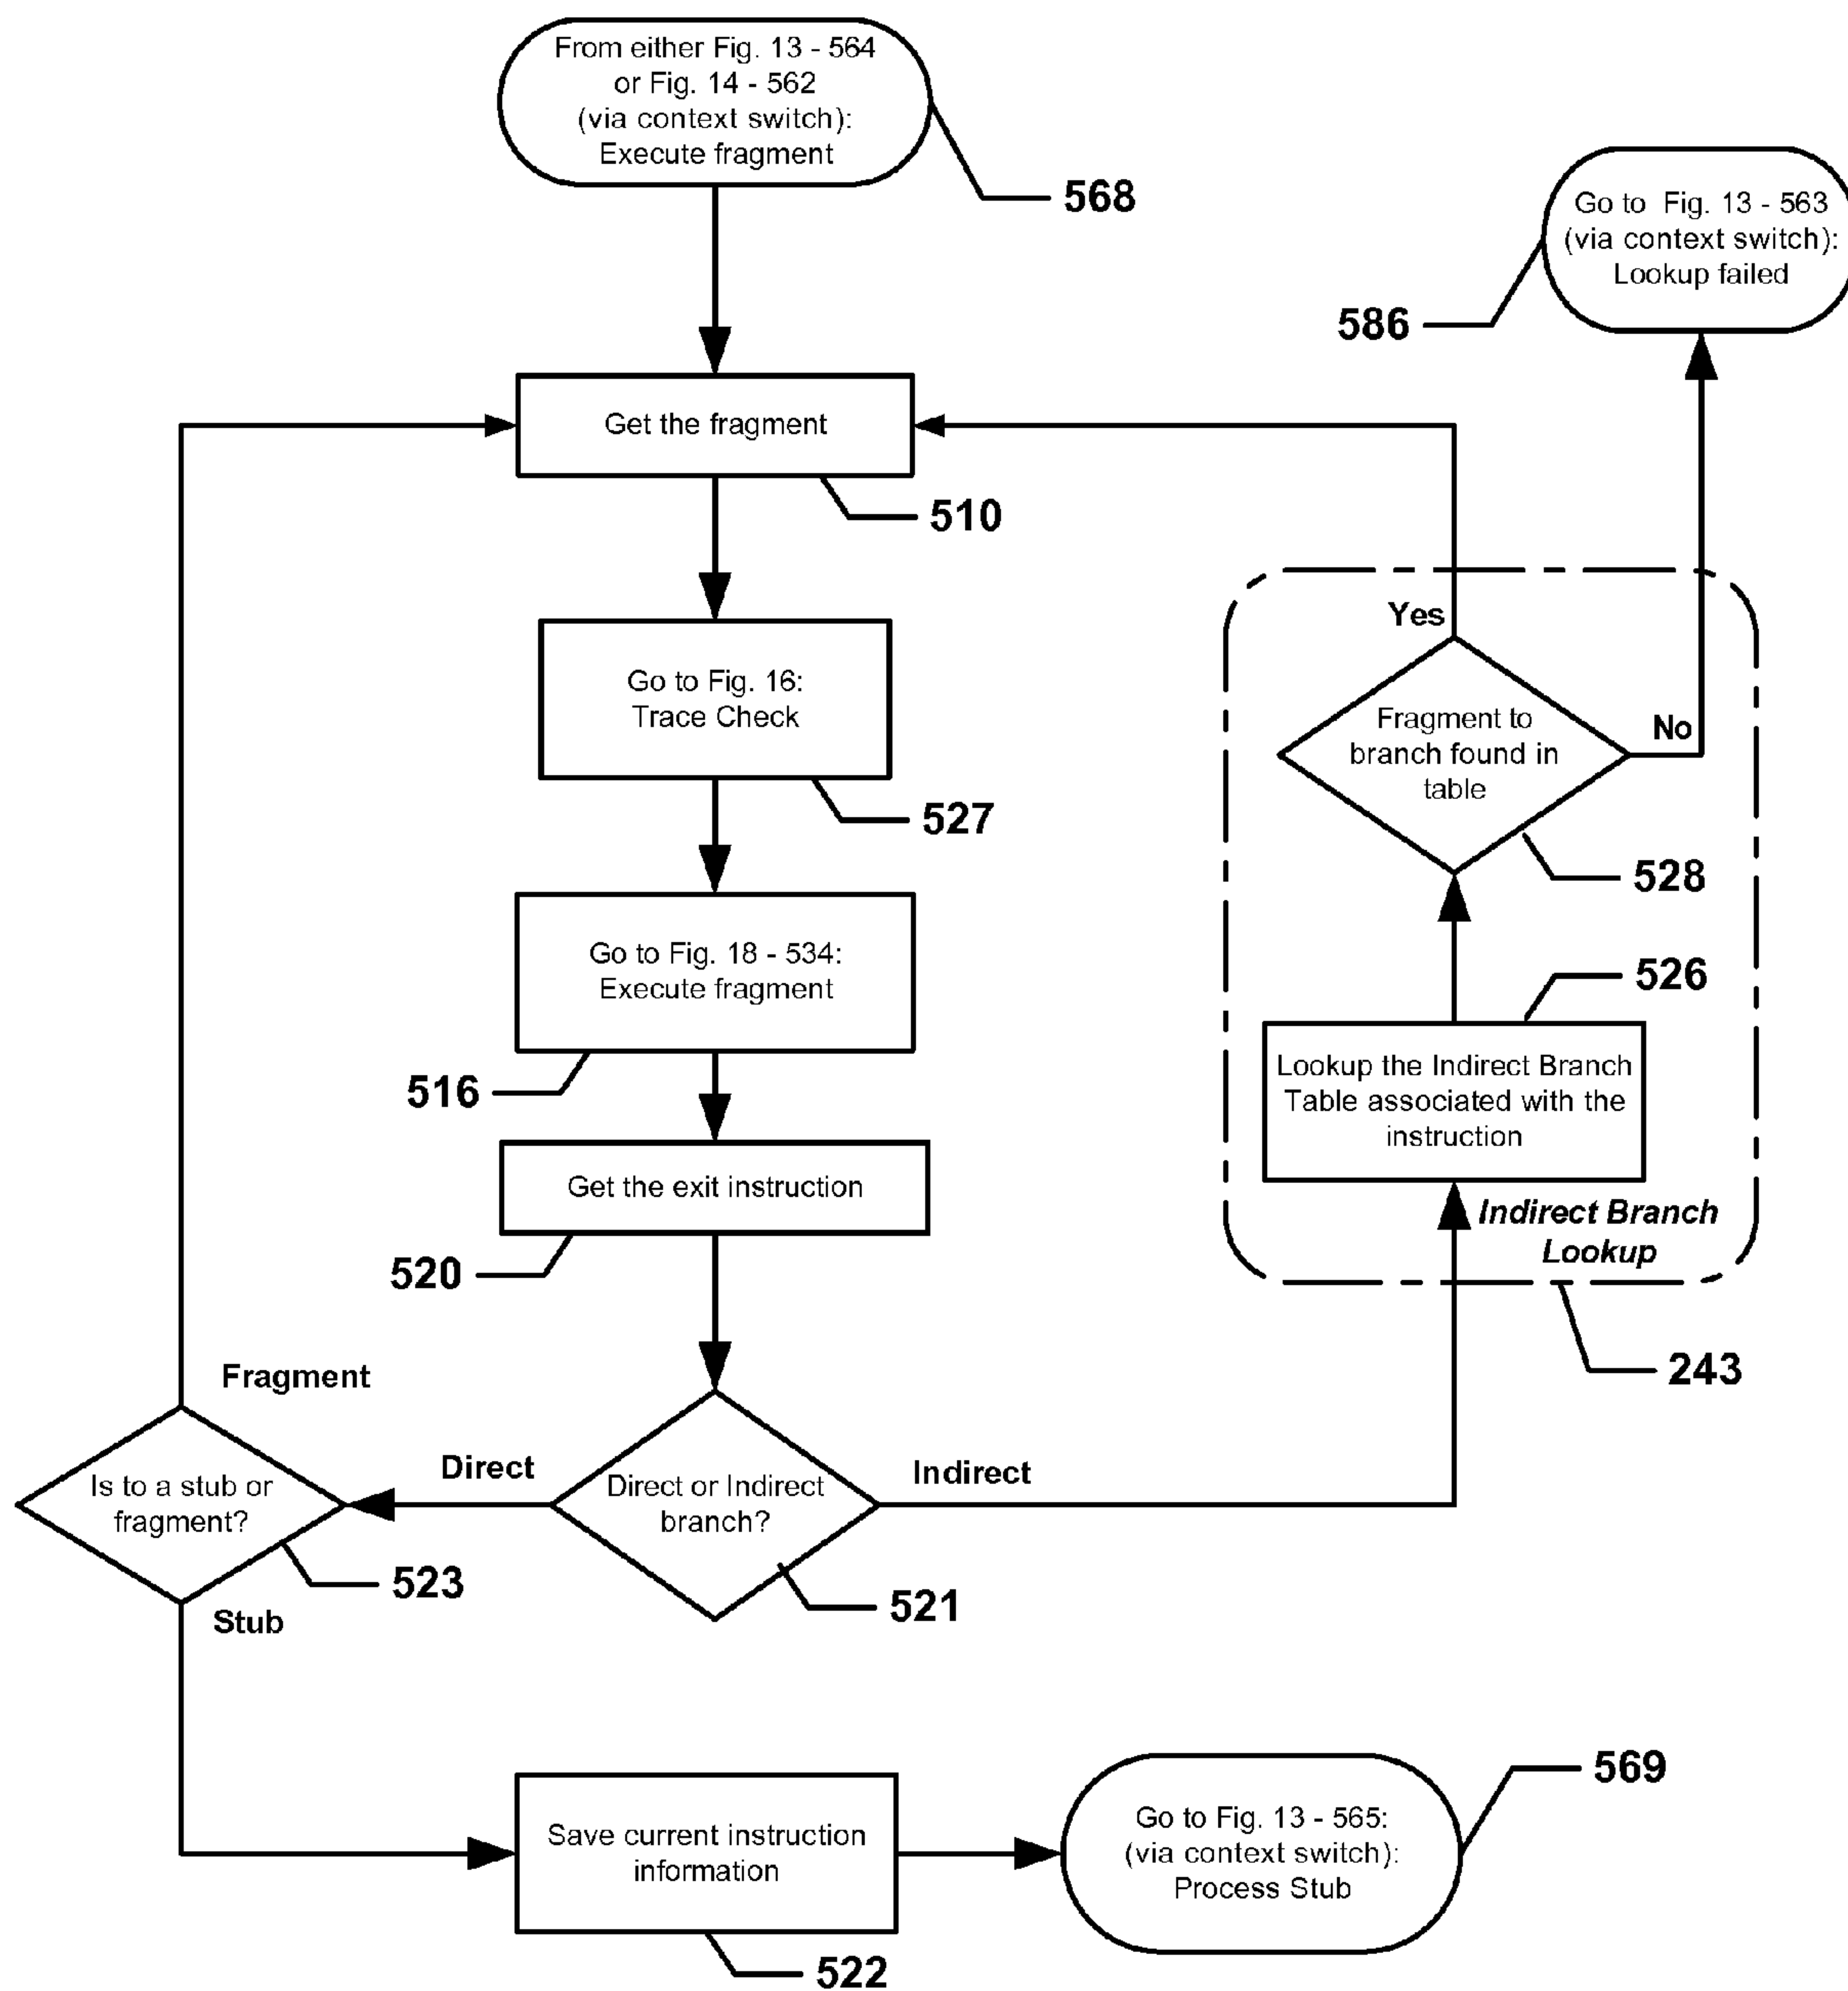 From either Fig. 13 - 564
or Fig. 14 - 562
(via context switch):
Execute fragment
568
Go to Fig. 13 - 563
(via context switch):
Lookup failed
586
Get the fragment
510
Go to Fig. 16:
Trace Check
527
Yes
Fragment to
branch found in
table
No
528
Go to Fig. 18 - 534:
Execute fragment
516
526
Lookup the Indirect Branch
Table associated with the
instruction
Indirect Branch
Lookup
243
Get the exit instruction
520
Fragment
Is to a stub or
fragment?
523
Stub
Direct
Direct or Indirect
branch?
521
Indirect
Save current instruction
information
522
Go to Fig. 13 - 565:
(via context switch):
Process Stub
569